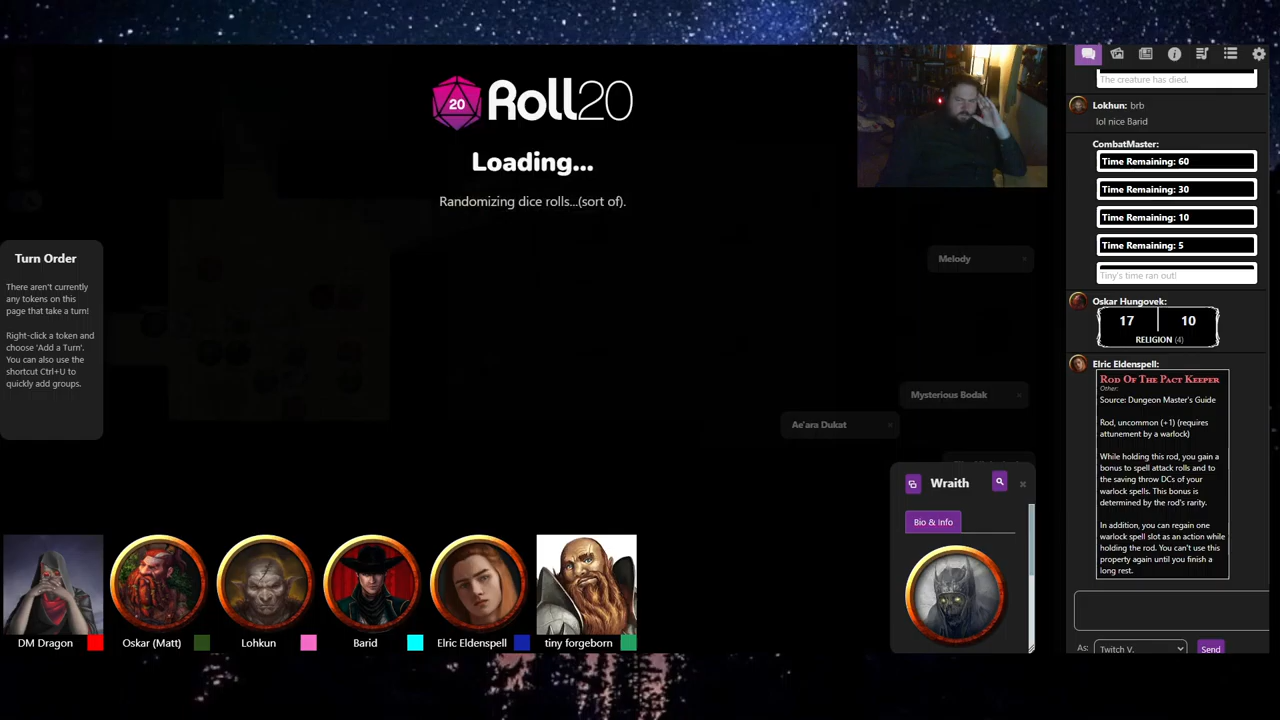 20 Roll20
Loading...
Randomizing dice rolls...(sort of).
Turn Order
There aren't currently
any tokens on this
page that take a turn!
Right-click a token and
choose 'Add a Turn'.
You can also use the
shortcut Ctrl+U to
quickly add groups.
Melody
Mysterious Bodak
Ae'ara Dukat
Wraith
Bio & Info
DM Dragon
Oskar (Matt)
Lohkun
Barid
Elric Eldenspell
tiny forgeborn
The creature has died.
Lokhun: brb
lol nice Barid
CombatMaster:
Time Remaining: 60
Time Remaining: 30
Time Remaining: 10
Time Remaining: 5
Tiny's time ran out!
Oskar Hungovek:
17 10
RELIGION (4)
Elric Eldenspell:
ROD OF THE PACT KEEPER
Other:
Source: Dungeon Master's Guide
Rod, uncommon (+1) (requires
attunement by a warlock)
While holding this rod, you gain a
bonus to spell attack rolls and to
the saving throw DCs of your
warlock spells. This bonus is
determined by the rod's rarity.
In addition, you can regain one
warlock spell slot as an action while
holding the rod. You can't use this
property again until you finish a
long rest.
As: Twitch V. Send